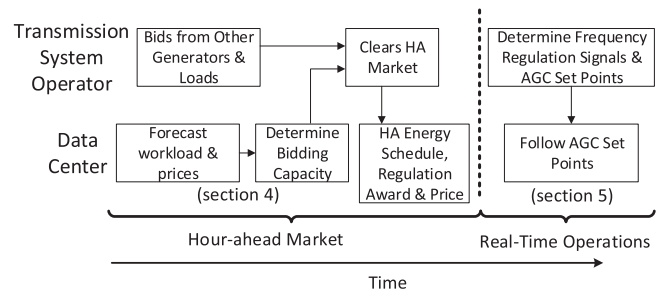 Transmission
System
Operator
Bids from Other
Generators &
Loads
Clears HA
Market
Determine Frequency
Regulation Signals &
AGC Set Points
Data
Center
Forecast
workload &
prices
Determine
Bidding
Capacity
HA Energy
Schedule,
Regulation
Award & Price
Follow AGC Set
Points
(section 4)
(section 5)
Hour-ahead Market
Real-Time Operations
Time